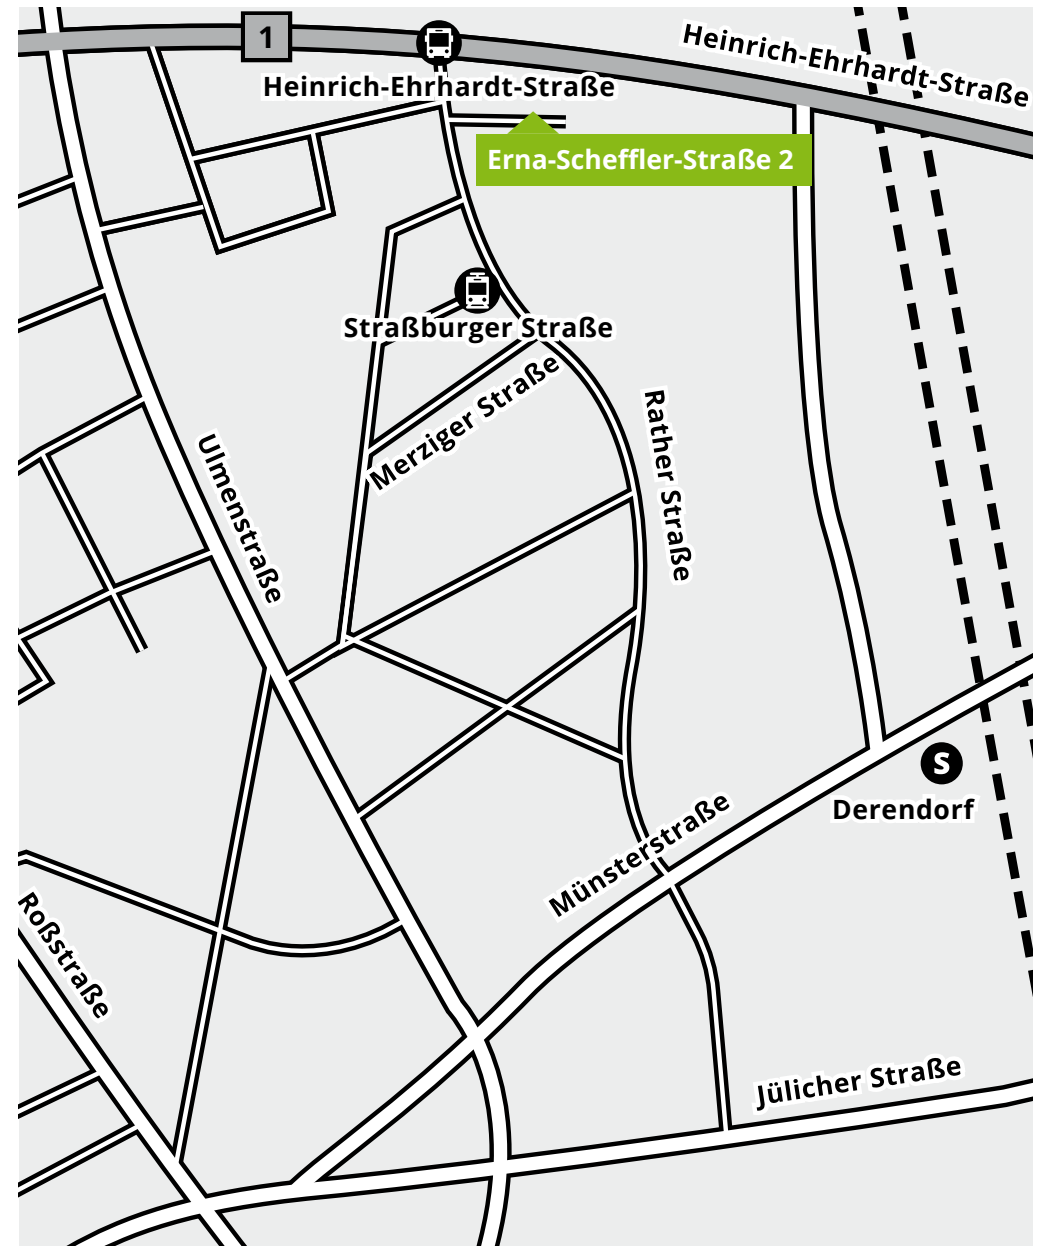 1
Heinrich-Ehrhardt-Straße
Heinrich-Ehrhardt-Straße
Erna-Scheffler-Straße 2
Straßburger Straße
Merziger Straße
Rather Straße
Ulmenstraße
S
Derendorf
Münsterstraße
Roßstraße
Jülicher Straße